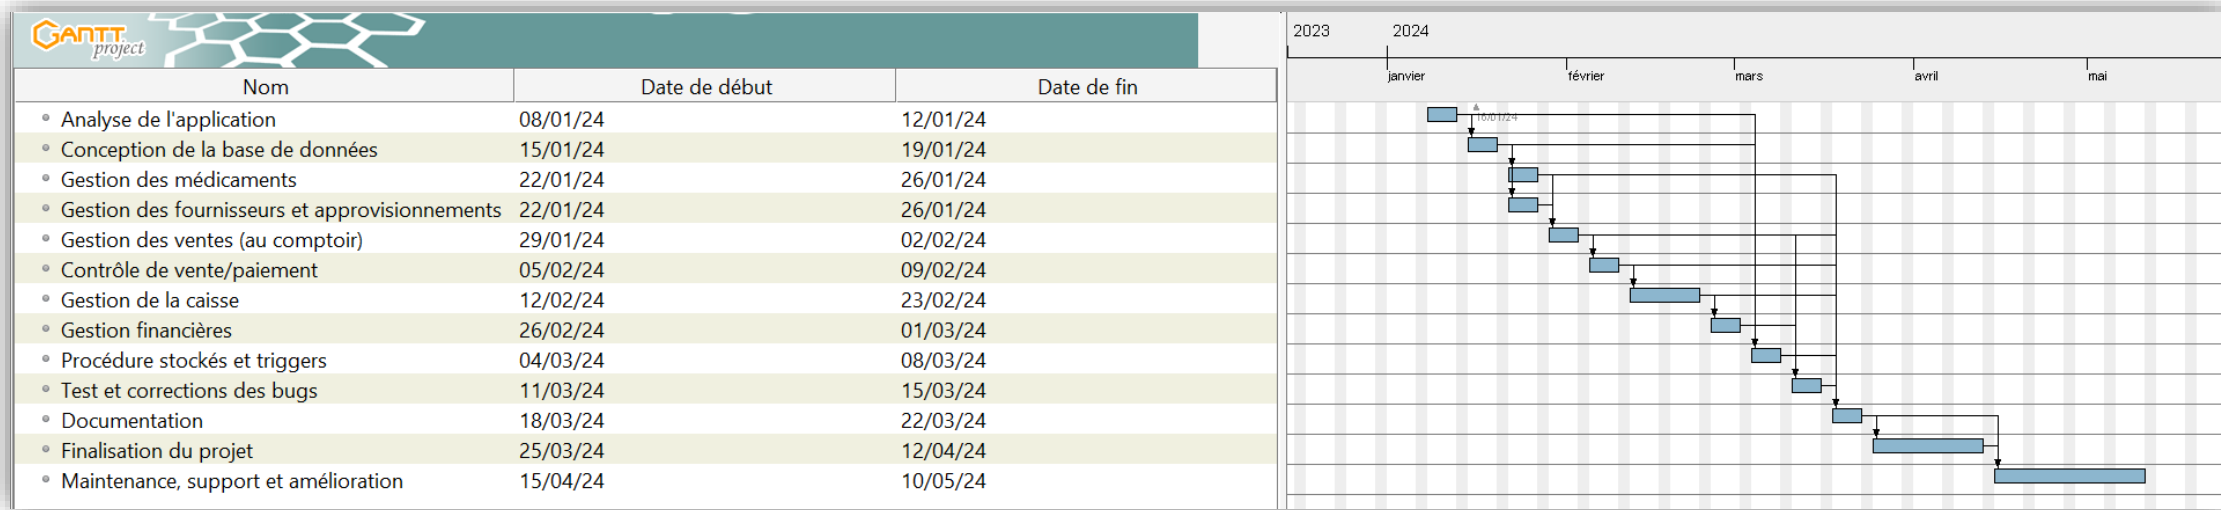 GANTT
project
2023 2024
janvier février mars avril mai
Nom Date de début Date de fin
Analyse de l'application 08/01/24 12/01/24
16/01/24
Conception de la base de données 15/01/24 19/01/24
Gestion des médicaments 22/01/24 26/01/24
Gestion des fournisseurs et approvisionnements 22/01/24 26/01/24
Gestion des ventes (au comptoir) 29/01/24 02/02/24
Contrôle de vente/paiement 05/02/24 09/02/24
Gestion de la caisse 12/02/24 23/02/24
Gestion financières 26/02/24 01/03/24
Procédure stockés et triggers 04/03/24 08/03/24
Test et corrections des bugs 11/03/24 15/03/24
Documentation 18/03/24 22/03/24
Finalisation du projet 25/03/24 12/04/24
Maintenance, support et amélioration 15/04/24 10/05/24